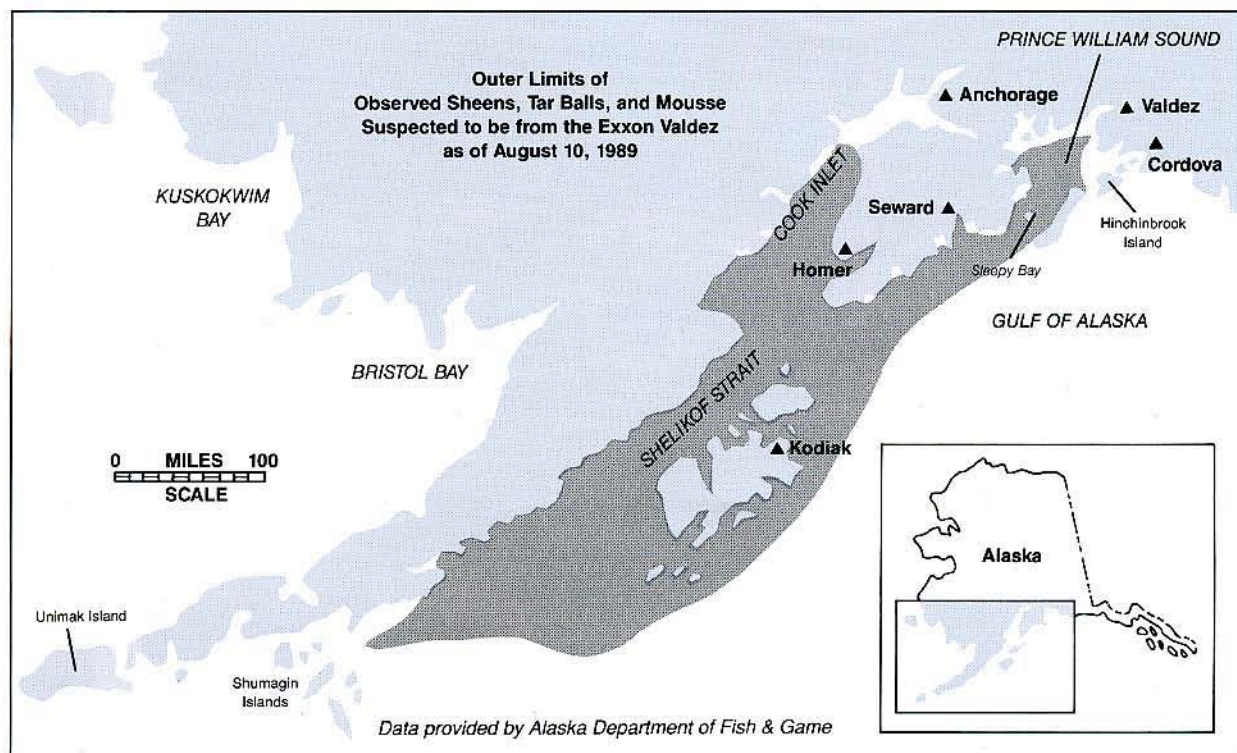 PRINCE WILLIAM SOUND
Outer Limits of
Observed Sheens, Tar Balls, and Mousse
Suspected to be from the Exxon Valdez
as of August 10, 1989
Anchorage
Valdez
Cordova
KUSKOKWIM
BAY
COOK INLET
Seward
Hinchinbrook
Island
Homer
Sleepy Bay
GULF OF ALASKA
BRISTOL BAY
SHELIKOF STRAIT
Kodiak
0 MILES 100
SCALE
Alaska
Unimak Island
Shumagin
Islands
Data provided by Alaska Department of Fish & Game